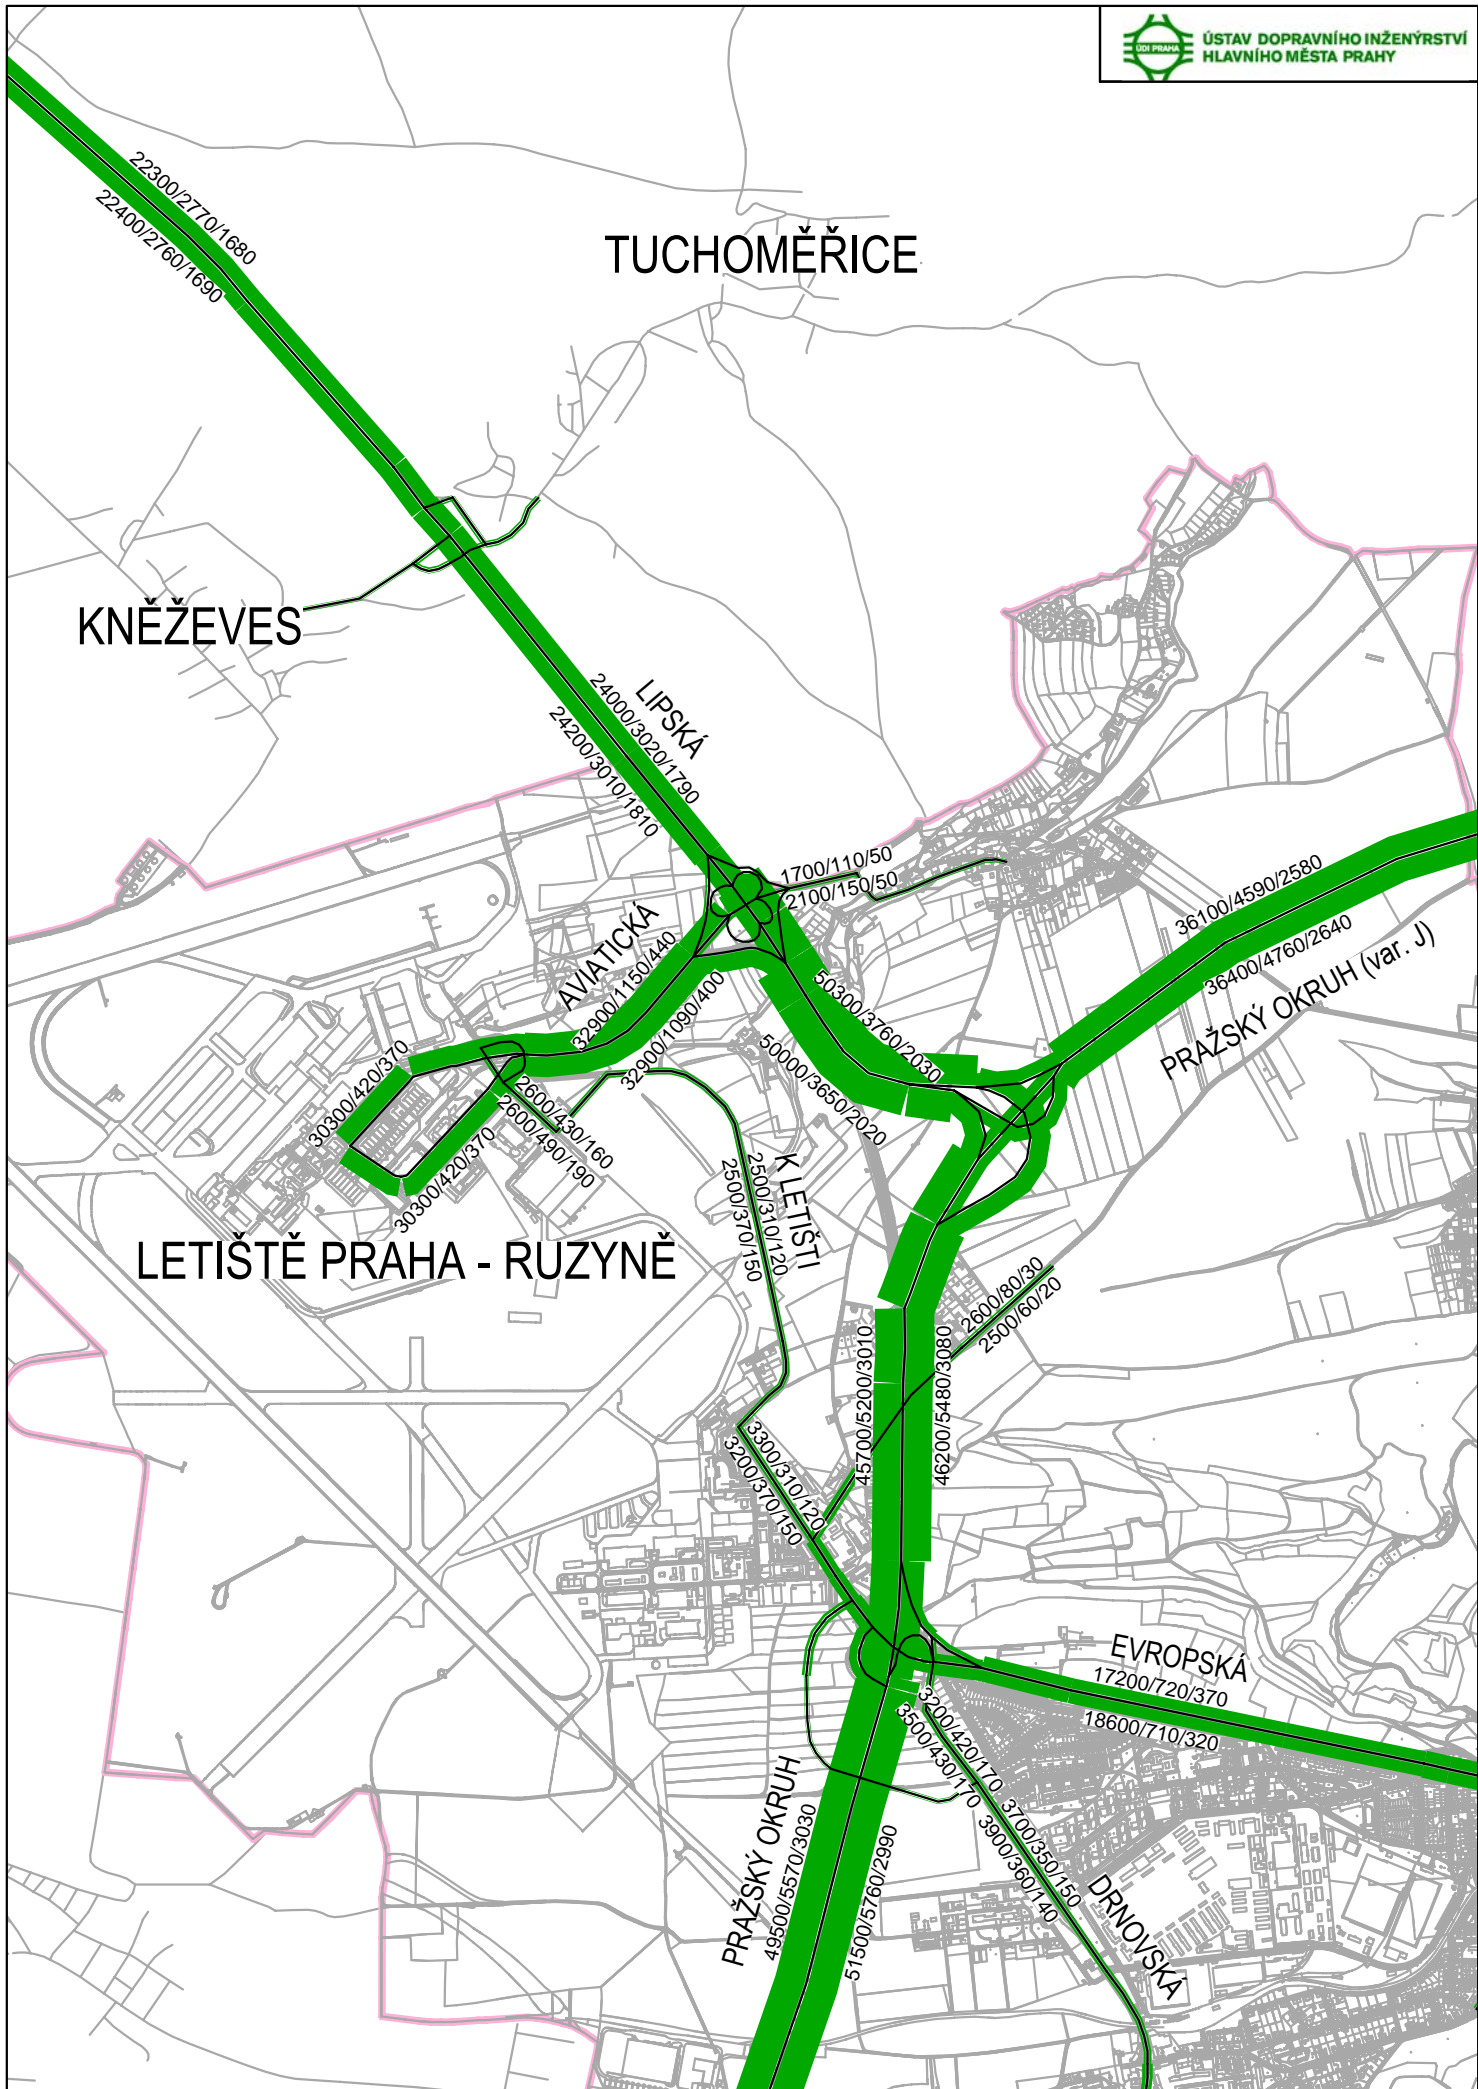 ÚDI PRAHA
ÚSTAV DOPRAVNÍHO INŽENÝRSTVÍ
HLAVNÍHO MĚSTA PRAHY
22300/2770/1680
22400/2760/1690
TUCHOMĚŘICE
KNĚŽEVES
LIPSKÁ
24000/3020/1790
24200/3010/1810
1700/110/50
2100/150/50
36100/4590/2580
36400/4760/2640
PRAŽSKÝ OKRUH (var. J)
AVIATICKÁ
32900/1150/440
32900/1090/400
50300/3760/2030
50000/3650/2020
30300/420/370
30300/420/370
2600/430/160
2600/490/190
K LETIŠTI
2500/310/120
2500/370/150
LETIŠTĚ PRAHA - RUZYNĚ
2600/80/30
2500/60/20
45700/5200/3010
46200/5480/3080
3300/310/120
3200/370/150
EVROPSKÁ
17200/720/370
18600/710/320
3200/420/170
3500/430/170
3700/350/150
3900/360/140
DRNOVSKÁ
PRAŽSKÝ OKRUH
49500/5570/3030
51500/5760/2990